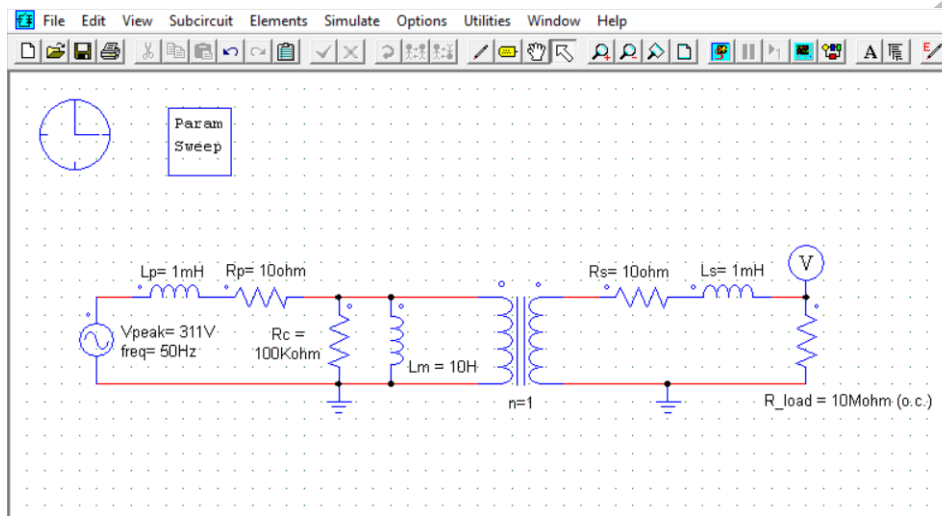 File Edit View Subcircuit Elements Simulate Options Utilities Window Help
Param
Sweep
Lp= 1mH Rp= 10ohm
Rs= 10ohm Ls= 1mH
V
Vpeak= 311V
freq= 50Hz
Rc =
100Kohm
Lm = 10H
n=1
R_load = 10Mohm (o.c.)
A
E